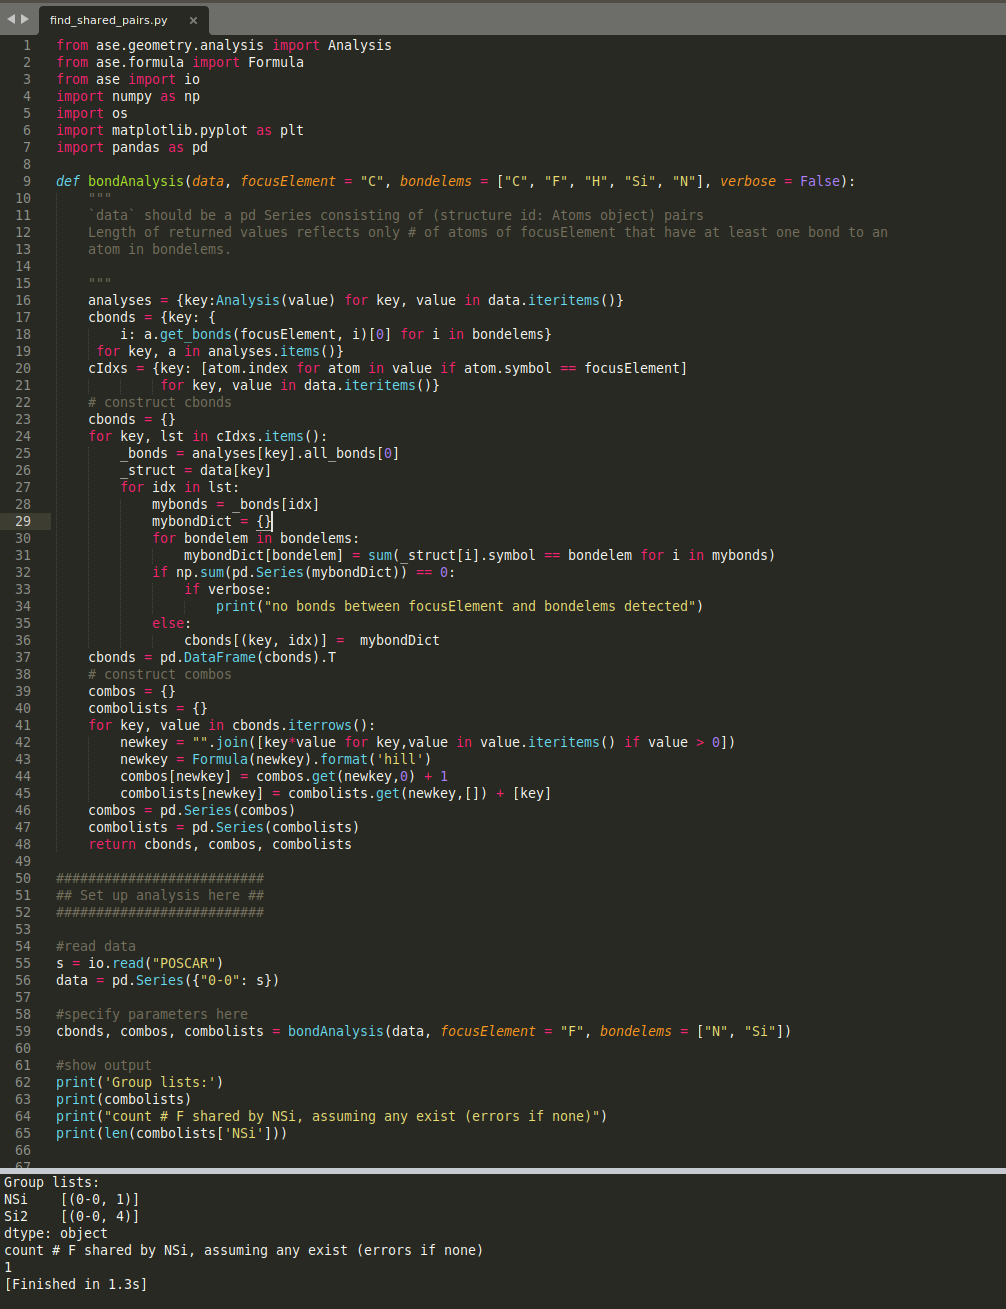 find_shared_pairs.py ×
1 from ase.geometry.analysis import Analysis
2 from ase.formula import Formula
3 from ase import io
4 import numpy as np
5 import os
6 import matplotlib.pyplot as plt
7 import pandas as pd
8
9 def bondAnalysis(data, focusElement = "C", bondelems = ["C", "F", "H", "Si", "N"], verbose = False):
10     """
11     `data` should be a pd Series consisting of (structure id: Atoms object) pairs
12     Length of returned values reflects only # of atoms of focusElement that have at least one bond to an
13     atom in bondelems.
14
15     """
16     analyses = {key:Analysis(value) for key, value in data.iteritems()}
17     cbonds = {key: {
18         i: a.get_bonds(focusElement, i)[0] for i in bondelems}
19      for key, a in analyses.items()}
20     cIdxs = {key: [atom.index for atom in value if atom.symbol == focusElement]
21              for key, value in data.iteritems()}
22     # construct cbonds
23     cbonds = {}
24     for key, lst in cIdxs.items():
25         _bonds = analyses[key].all_bonds[0]
26         _struct = data[key]
27         for idx in lst:
28             mybonds = _bonds[idx]
29             mybondDict = {}
30             for bondelem in bondelems:
31                 mybondDict[bondelem] = sum(_struct[i].symbol == bondelem for i in mybonds)
32             if np.sum(pd.Series(mybondDict)) == 0:
33                 if verbose:
34                     print("no bonds between focusElement and bondelems detected")
35             else:
36                 cbonds[(key, idx)] =  mybondDict
37     cbonds = pd.DataFrame(cbonds).T
38     # construct combos
39     combos = {}
40     combolists = {}
41     for key, value in cbonds.iterrows():
42         newkey = "".join([key*value for key,value in value.iteritems() if value > 0])
43         newkey = Formula(newkey).format('hill')
44         combos[newkey] = combos.get(newkey,0) + 1
45         combolists[newkey] = combolists.get(newkey,[]) + [key]
46     combos = pd.Series(combos)
47     combolists = pd.Series(combolists)
48     return cbonds, combos, combolists
49
50 ##########################
51 ## Set up analysis here ##
52 ##########################
53
54 #read data
55 s = io.read("POSCAR")
56 data = pd.Series({"0-0": s})
57
58 #specify parameters here
59 cbonds, combos, combolists = bondAnalysis(data, focusElement = "F", bondelems = ["N", "Si"])
60
61 #show output
62 print('Group lists:')
63 print(combolists)
64 print("count # F shared by NSi, assuming any exist (errors if none)")
65 print(len(combolists['NSi']))
66
67
Group lists:
NSi    [(0-0, 1)]
Si2    [(0-0, 4)]
dtype: object
count # F shared by NSi, assuming any exist (errors if none)
1
[Finished in 1.3s]